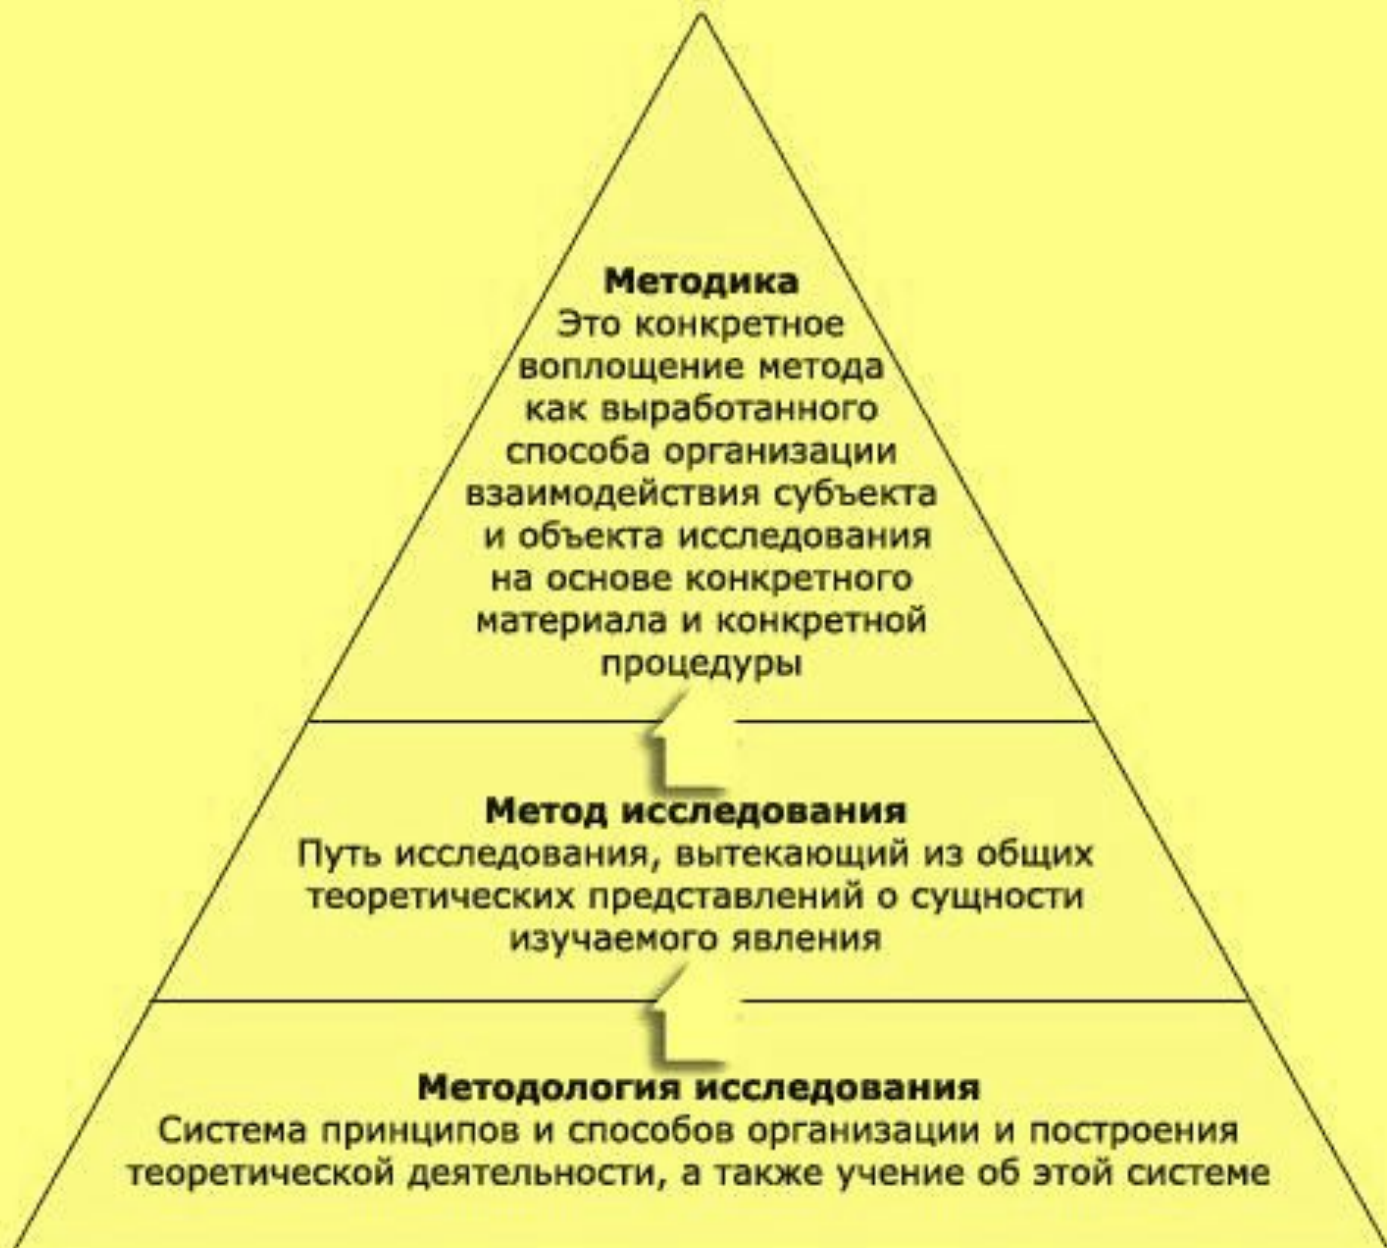 Методика
Это конкретное
воплощение метода
как выработанного
способа организации
взаимодействия субъекта
и объекта исследования
на основе конкретного
материала и конкретной
процедуры
Метод исследования
Путь исследования, вытекающий из общих
теоретических представлений о сущности
изучаемого явления
Методология исследования
Система принципов и способов организации и построения
теоретической деятельности, а также учение об этой системе